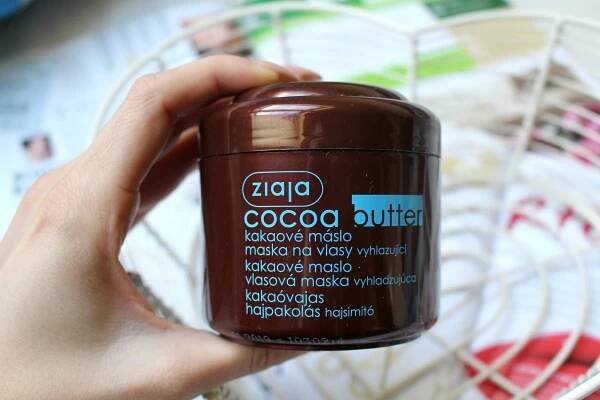 ziaja
cocoa butter
kakaové máslo
maska na vlasy vyhlazující
kakaové maslo
vlasová maska vyhladzujúca
kakaóvajas
hajpakolás hajsimító